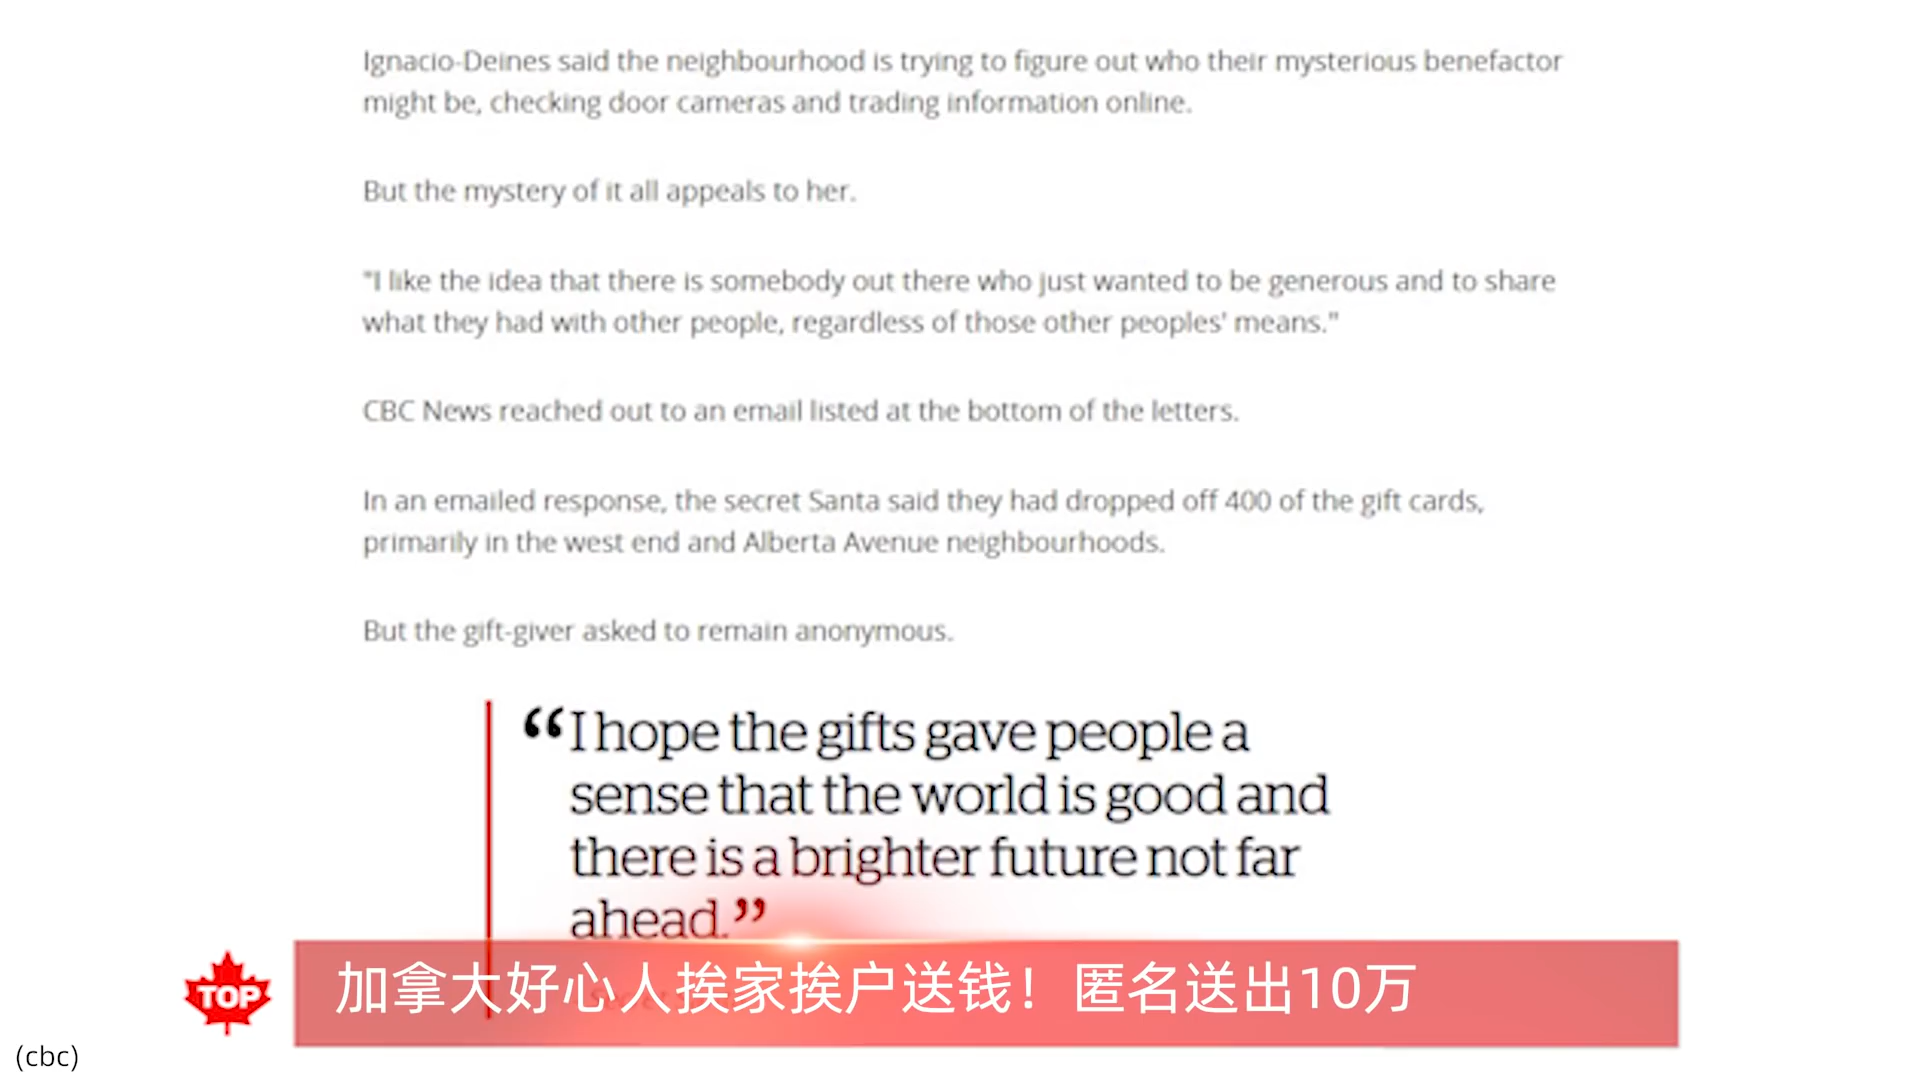 Ignacio-Deines said the neighbourhood is trying to figure out who their mysterious benefactor
might be, checking door cameras and trading information online.
But the mystery of it all appeals to her.
"I like the idea that there is somebody out there who just wanted to be generous and to share
what they had with other people, regardless of those other peoples' means."
CBC News reached out to an email listed at the bottom of the letters.
In an emailed response, the secret Santa said they had dropped off 400 of the gift cards,
primarily in the west end and Alberta Avenue neighbourhoods.
But the gift-giver asked to remain anonymous.
“I hope the gifts gave people a
sense that the world is good and
there is a brighter future not far
ahead.”
TOP
加拿大好心人挨家挨户送钱！匿名送出10万
(cbc)